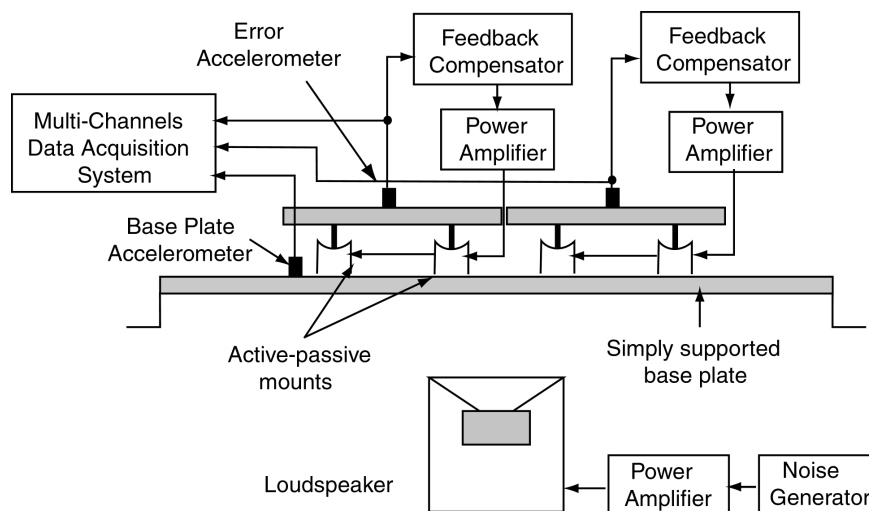 Error
Accelerometer
Feedback
Compensator
Feedback
Compensator
Multi-Channels
Data Acquisition
System
Power
Amplifier
Power
Amplifier
Base Plate
Accelerometer
Active-passive
mounts
Simply supported
base plate
Loudspeaker
Power
Amplifier
Noise
Generator